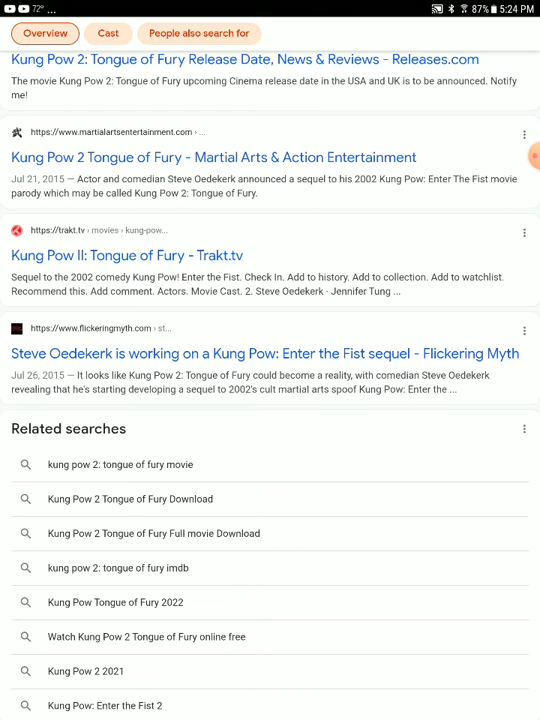 72° ...
87% 5:24 PM
Overview Cast People also search for
Kung Pow 2: Tongue of Fury Release Date, News & Reviews - Releases.com
The movie Kung Pow 2: Tongue of Fury upcoming Cinema release date in the USA and UK is to be announced. Notify
me!
https://www.martialartsentertainment.com › ...
Kung Pow 2 Tongue of Fury - Martial Arts & Action Entertainment
Jul 21, 2015 — Actor and comedian Steve Oedekerk announced a sequel to his 2002 Kung Pow: Enter The Fist movie
parody which may be called Kung Pow 2: Tongue of Fury.
https://trakt.tv › movies › kung-pow...
Kung Pow II: Tongue of Fury - Trakt.tv
Sequel to the 2002 comedy Kung Pow! Enter the Fist. Check In. Add to history. Add to collection. Add to watchlist.
Recommend this. Add comment. Actors. Movie Cast. 2. Steve Oedekerk · Jennifer Tung ...
https://www.flickeringmyth.com › st...
Steve Oedekerk is working on a Kung Pow: Enter the Fist sequel - Flickering Myth
Jul 26, 2015 — It looks like Kung Pow 2: Tongue of Fury could become a reality, with comedian Steve Oedekerk
revealing that he's starting developing a sequel to 2002's cult martial arts spoof Kung Pow: Enter the ...
Related searches
kung pow 2: tongue of fury movie
Kung Pow 2 Tongue of Fury Download
Kung Pow 2 Tongue of Fury Full movie Download
kung pow 2: tongue of fury imdb
Kung Pow Tongue of Fury 2022
Watch Kung Pow 2 Tongue of Fury online free
Kung Pow 2 2021
Kung Pow: Enter the Fist 2